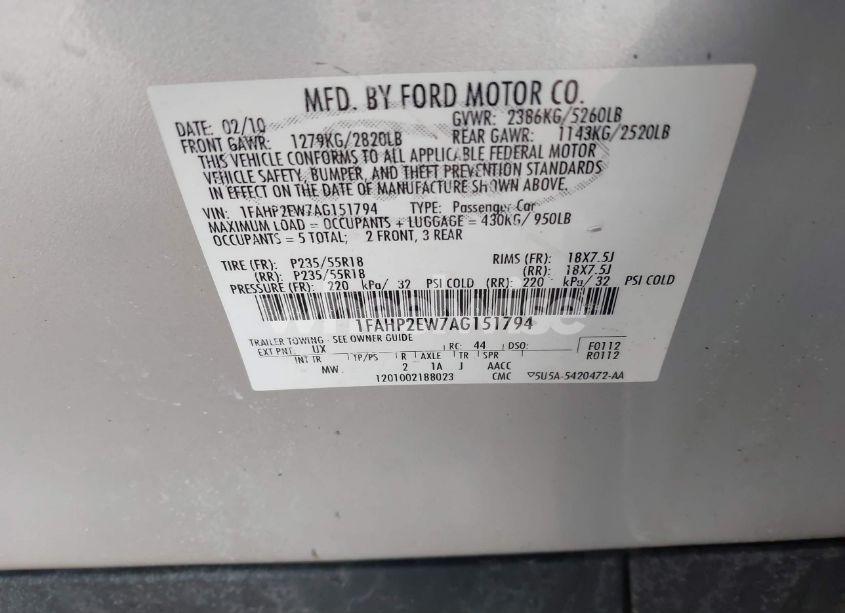 MFD. BY FORD MOTOR CO.
DATE: 02/10 GVWR: 2386KG/5260LB
FRONT GAWR: 1279KG/2820LB REAR GAWR: 1143KG/2520LB
THIS VEHICLE CONFORMS TO ALL APPLICABLE FEDERAL MOTOR
VEHICLE SAFETY, BUMPER, AND THEFT PREVENTION STANDARDS
IN EFFECT ON THE DATE OF MANUFACTURE SHOWN ABOVE.
VIN: 1FAHP2EW7AG151794 TYPE: Passenger Car
MAXIMUM LOAD = OCCUPANTS + LUGGAGE = 430KG/950LB
OCCUPANTS = 5 TOTAL; 2 FRONT, 3 REAR
TIRE (FR): P235/55R18 RIMS (FR): 18X7.5J
(RR): P235/55R18 (RR): 18X7.5J
PRESSURE (FR): 220 kPa/ 32 PSI COLD (RR): 220 kPa/ 32 PSI COLD
1FAHP2EW7AG151794
TRAILER TOWING - SEE OWNER GUIDE
EXT PNT: UX RC: 44 DSO: F0112
R0112
INT TR TP/PS R AXLE TR SPR
MW 2 1A J AACC
1201002188023 CMC ▽5U5A-5420472-AA